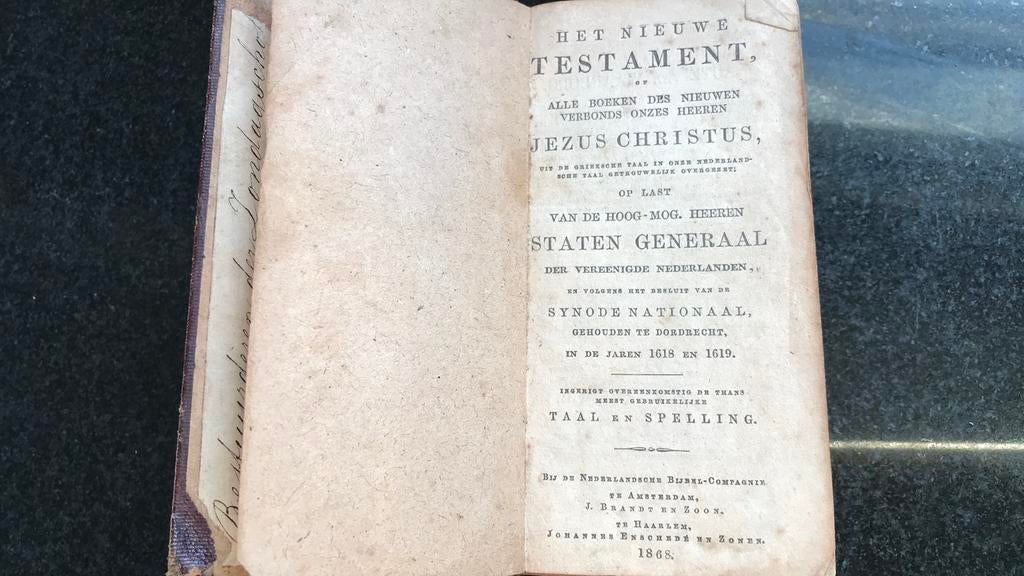 Bestuurderen der Zondagscho
HET NIEUWE
TESTAMENT,
OF
ALLE BOEKEN DES NIEUWEN
VERBONDS ONZES HEEREN
JEZUS CHRISTUS,
UIT DE GRIEKSCHE TAAL IN ONZE NEDERLAND-
SCHE TAAL GETROUWELIJK OVERGEZET;
OP LAST
VAN DE HOOG-MOG. HEEREN
STATEN GENERAAL
DER VEREENIGDE NEDERLANDEN,
EN VOLGENS HET BESLUIT VAN DE
SYNODE NATIONAAL,
GEHOUDEN TE DORDRECHT,
IN DE JAREN 1618 EN 1619.
INGERIGT OVEREENKOMSTIG DE THANS
MEEST GEBRUIKELIJKE
TAAL EN SPELLING.
BIJ DE NEDERLANDSCHE BIJBEL-COMPAGNIE
TE AMSTERDAM,
J. BRANDT EN ZOON,
TE HAARLEM,
JOHANNES ENSCHEDÉ EN ZONEN.
1868.